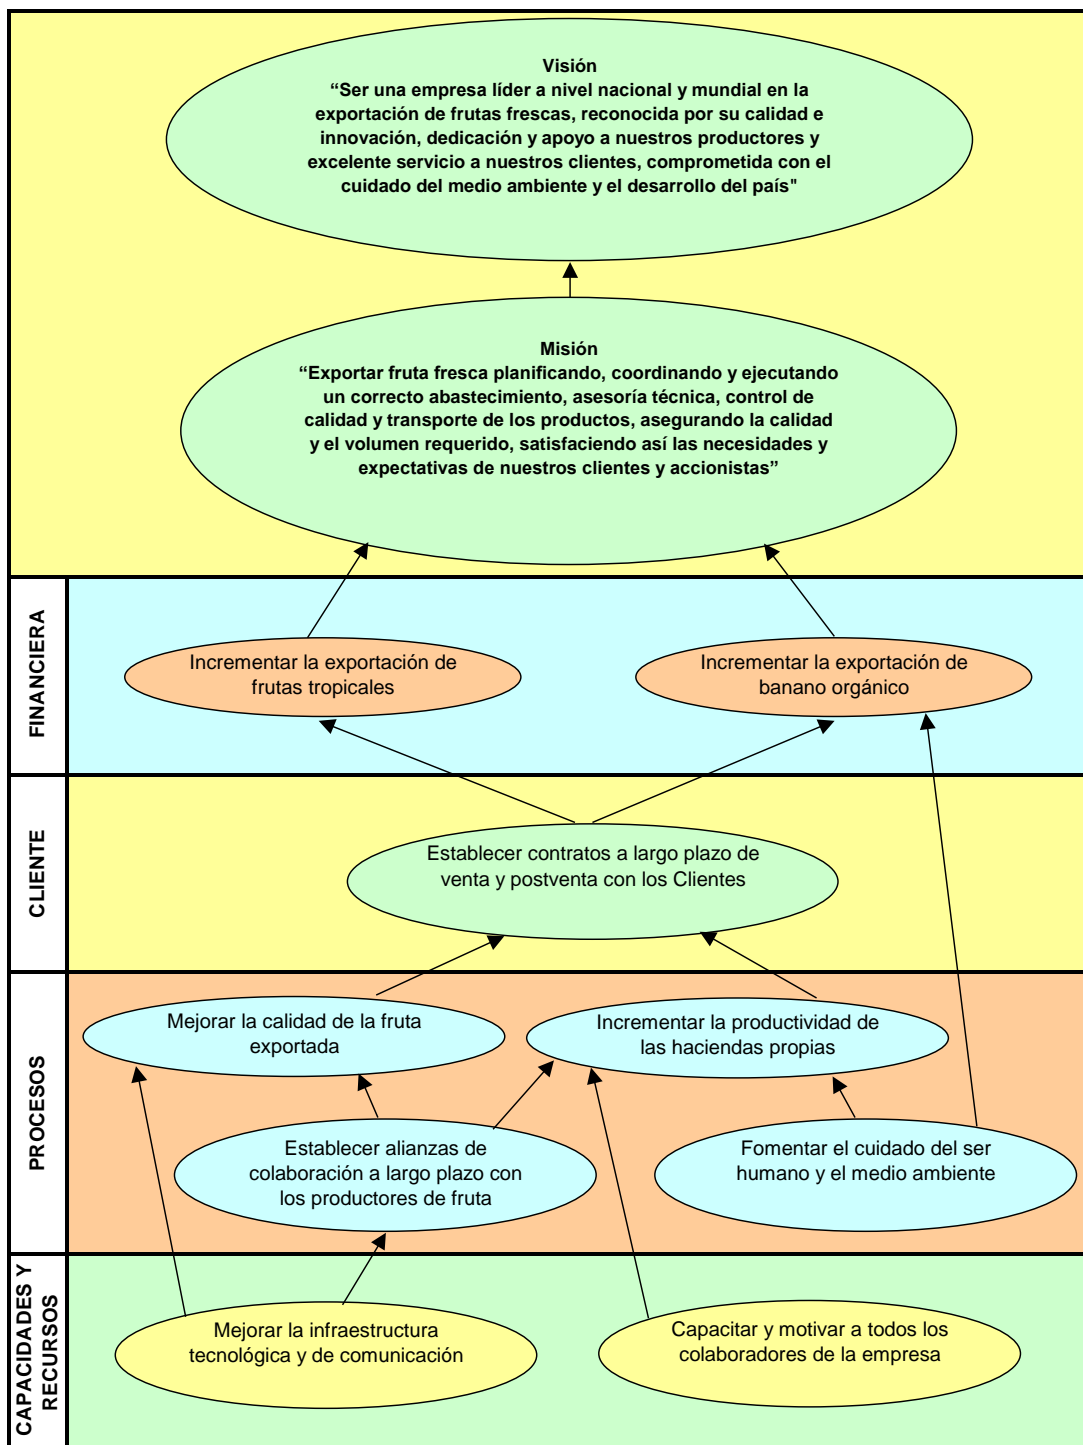 Visión
“Ser una empresa líder a nivel nacional y mundial en la
exportación de frutas frescas, reconocida por su calidad e
innovación, dedicación y apoyo a nuestros productores y
excelente servicio a nuestros clientes, comprometida con el
cuidado del medio ambiente y el desarrollo del país"
Misión
“Exportar fruta fresca planificando, coordinando y ejecutando
un correcto abastecimiento, asesoría técnica, control de
calidad y transporte de los productos, asegurando la calidad
y el volumen requerido, satisfaciendo así las necesidades y
expectativas de nuestros clientes y accionistas”
FINANCIERA
Incrementar la exportación de
frutas tropicales
Incrementar la exportación de
banano orgánico
CLIENTE
Establecer contratos a largo plazo de
venta y postventa con los Clientes
PROCESOS
Mejorar la calidad de la fruta
exportada
Incrementar la productividad de
las haciendas propias
Establecer alianzas de
colaboración a largo plazo con
los productores de fruta
Fomentar el cuidado del ser
humano y el medio ambiente
CAPACIDADES Y
RECURSOS
Mejorar la infraestructura
tecnológica y de comunicación
Capacitar y motivar a todos los
colaboradores de la empresa